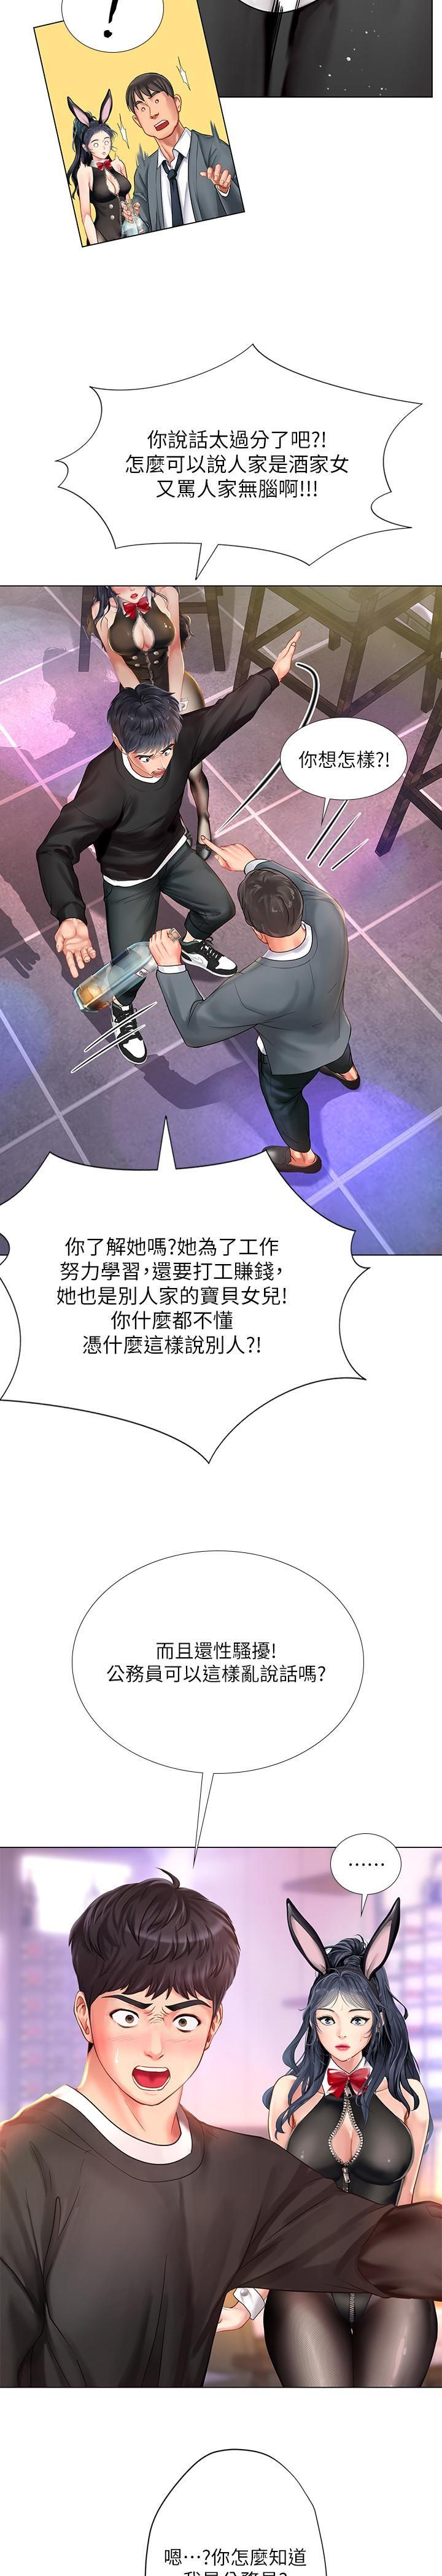 !
你說話太過分了吧?!
怎麼可以說人家是酒家女
又罵人家無腦啊!!!
你想怎樣?!
你了解她嗎?她為了工作
努力學習，還要打工賺錢，
她也是別人家的寶貝女兒!
你什麼都不懂
憑什麼這樣說別人?!
而且還性騷擾!
公務員可以這樣亂說話嗎?
……
嗯…?你怎麼知道
我是公務員?